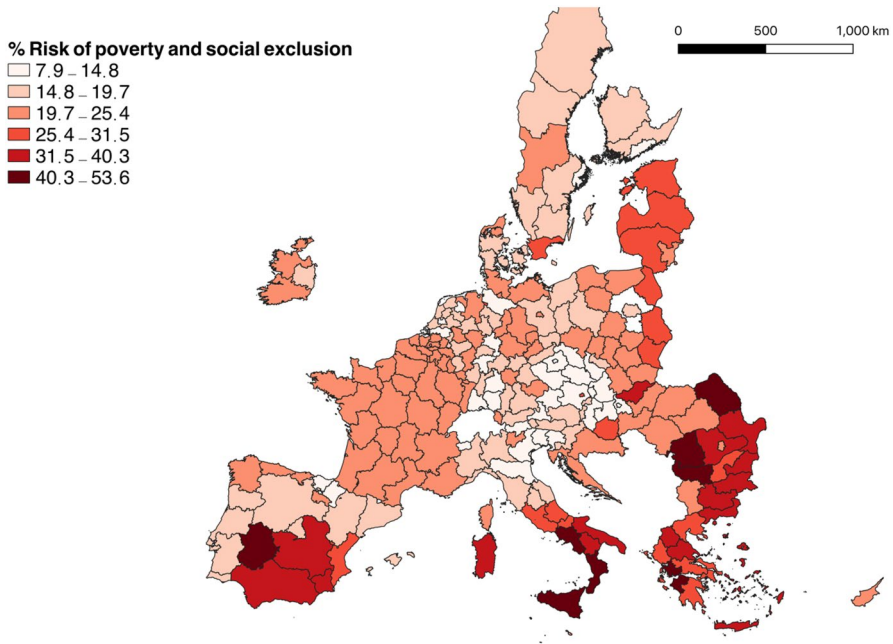 0 500 1,000 km
% Risk of poverty and social exclusion
7.9 – 14.8
14.8 – 19.7
19.7 – 25.4
25.4 – 31.5
31.5 – 40.3
40.3 – 53.6